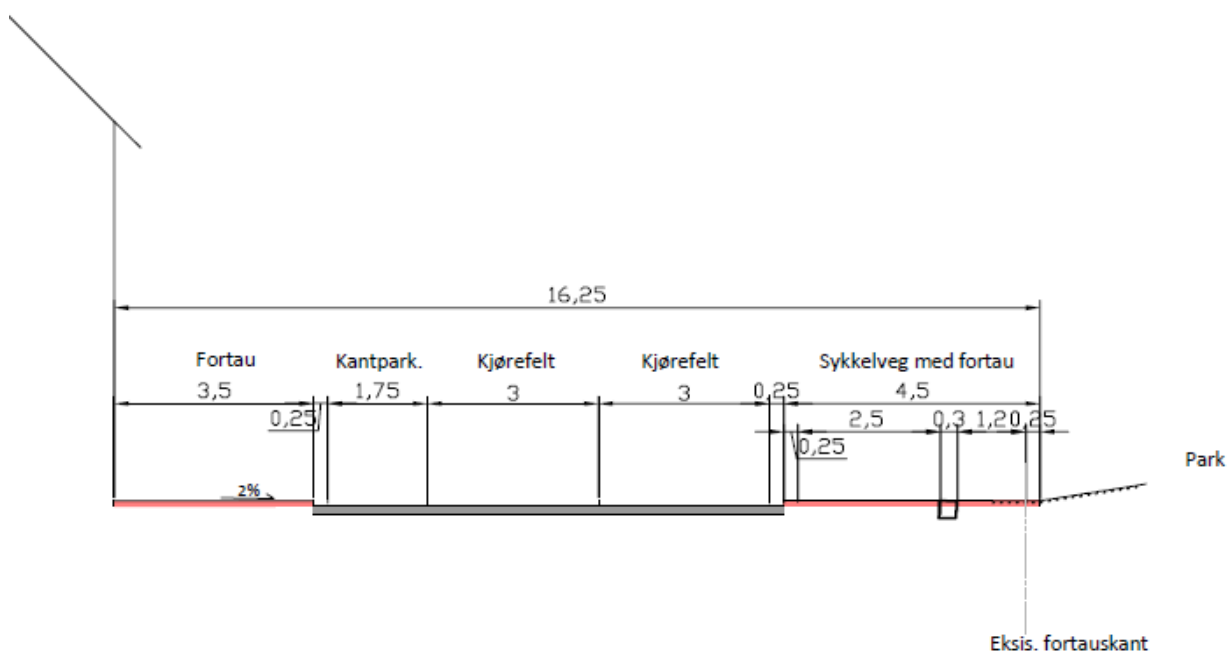 16,25
Fortau Kantpark. Kjørefelt Kjørefelt Sykkelveg med fortau
3,5 1,75 3 3 0,25 4,5
0,25 2,5 0,3 1,20 0,25
0,25
Park
2%
Eksis. fortauskant